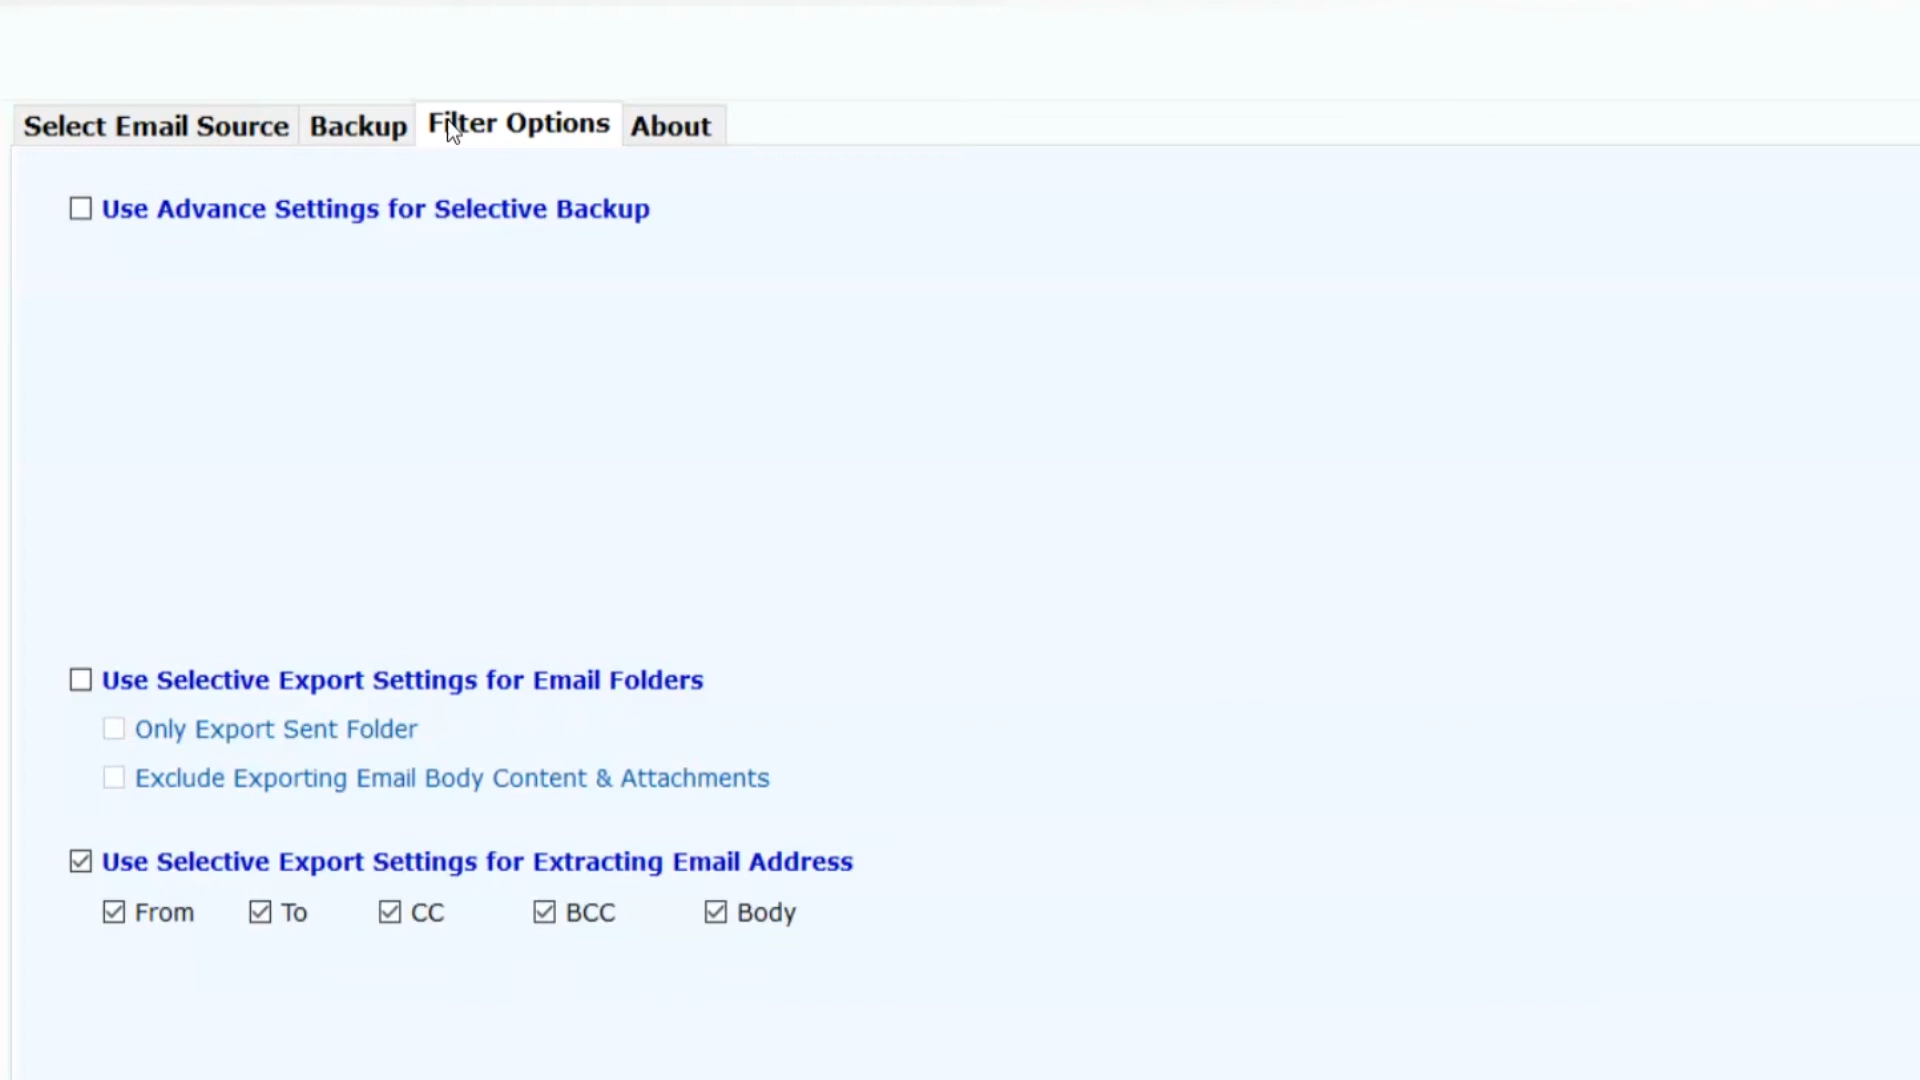 Select Email Source Backup Filter Options About
Use Advance Settings for Selective Backup
Use Selective Export Settings for Email Folders
Only Export Sent Folder
Exclude Exporting Email Body Content & Attachments
Use Selective Export Settings for Extracting Email Address
From To CC BCC Body